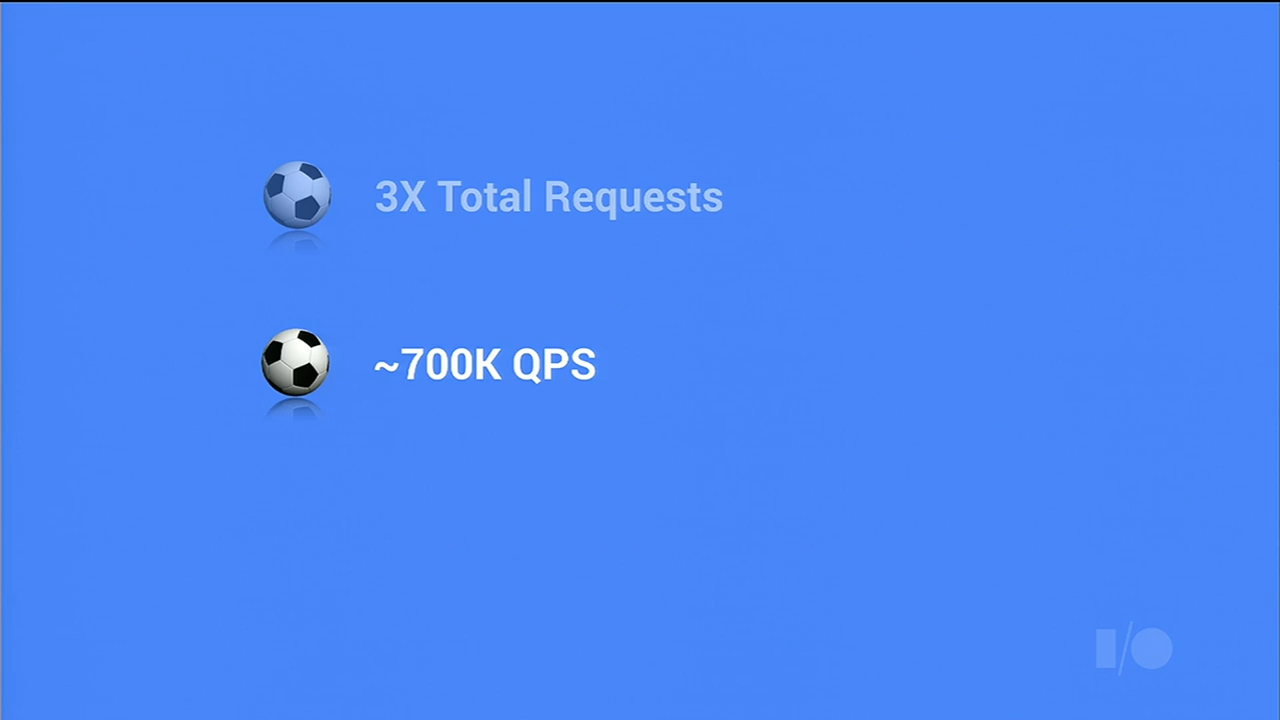 3X Total Requests
~700K QPS
I/O